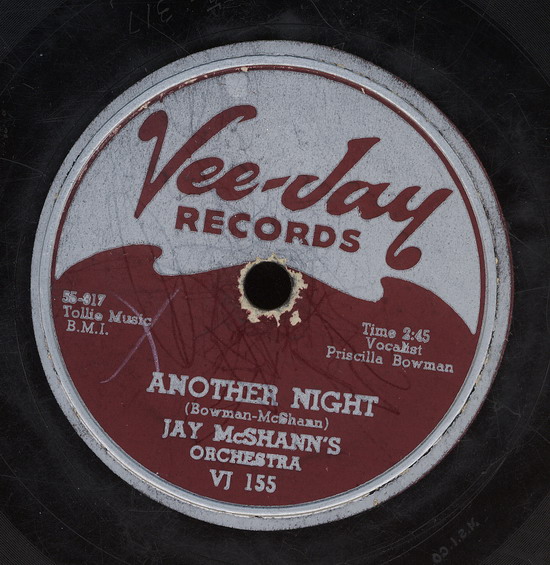 Vee-Jay
RECORDS
55-017
Tollie Music
B.M.I.
Time 2:45
Vocalist
Priscilla Bowman
ANOTHER NIGHT
(Bowman-McShann)
JAY McSHANN'S
ORCHESTRA
VJ 155